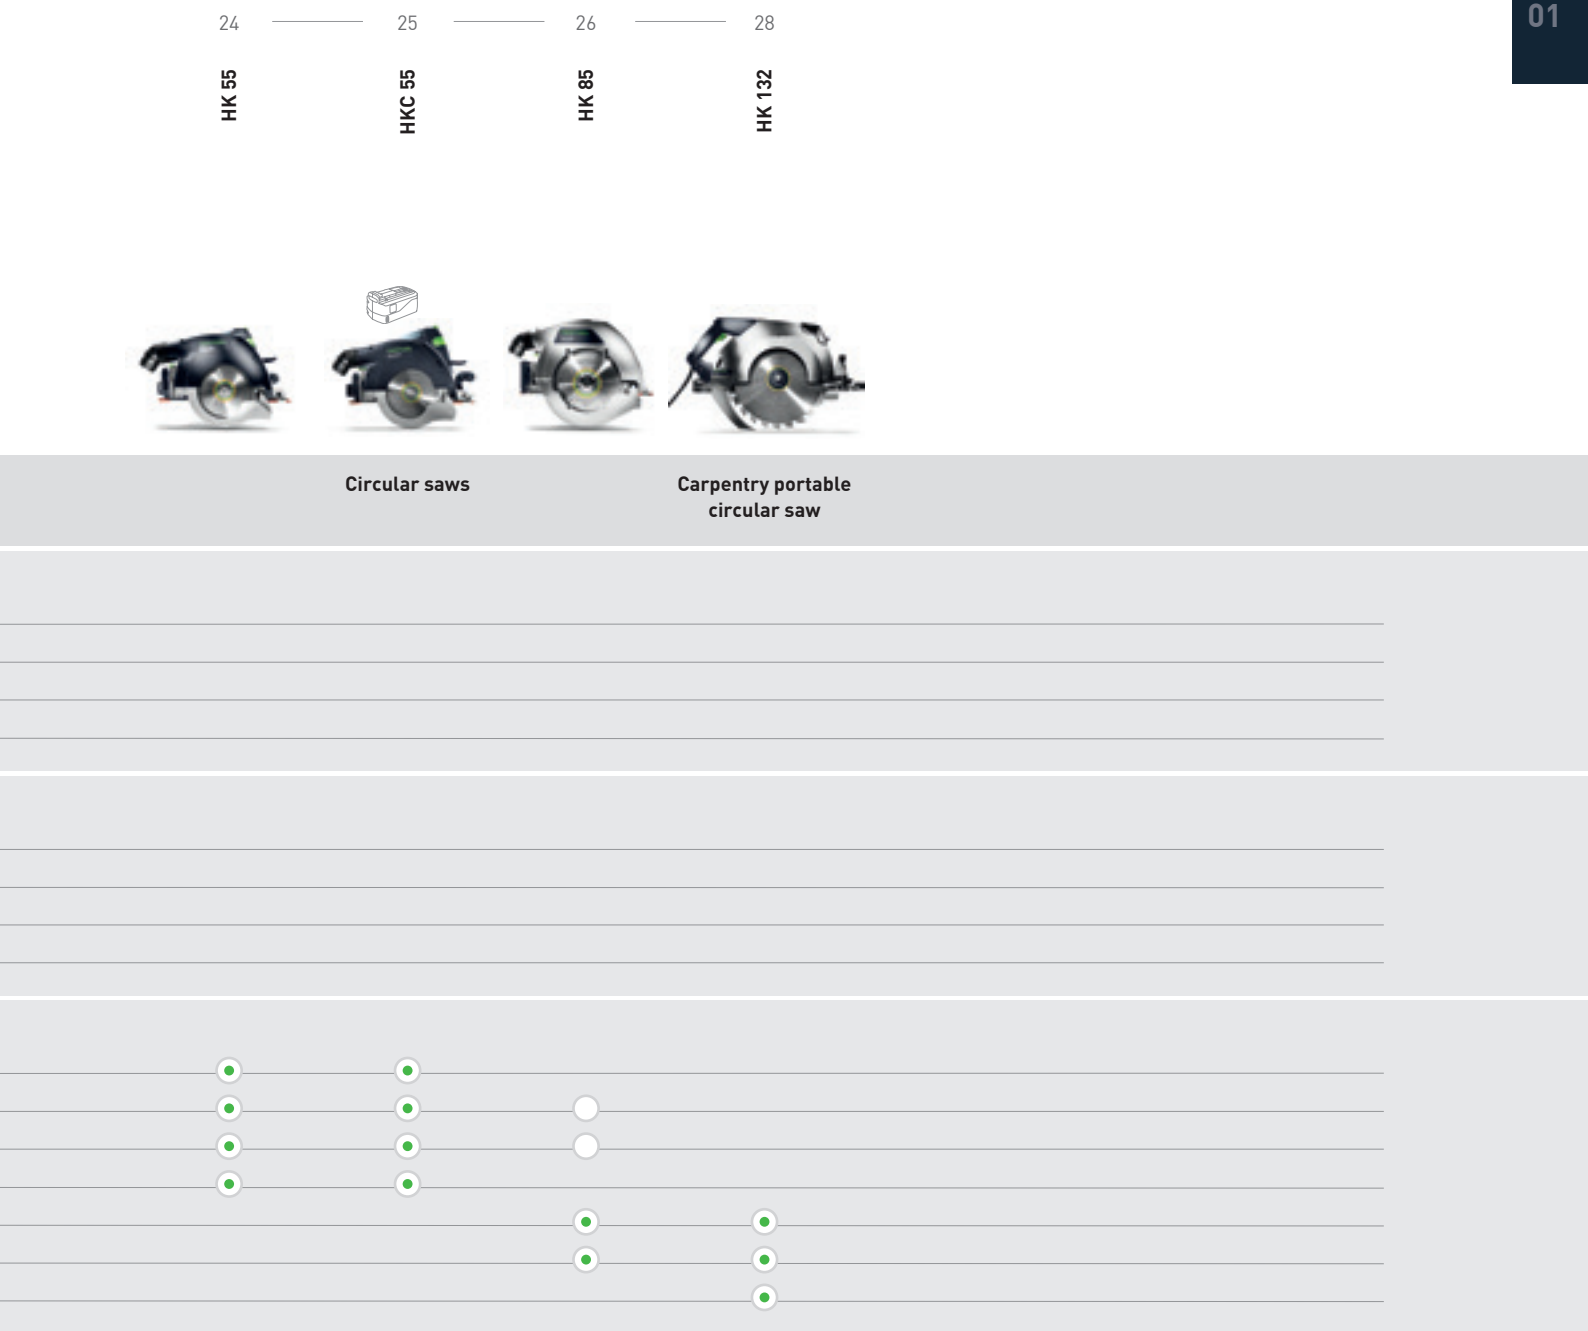 24 25 26 28
01
HK 55
HKC 55
HK 85
HK 132
Circular saws
Carpentry portable
circular saw